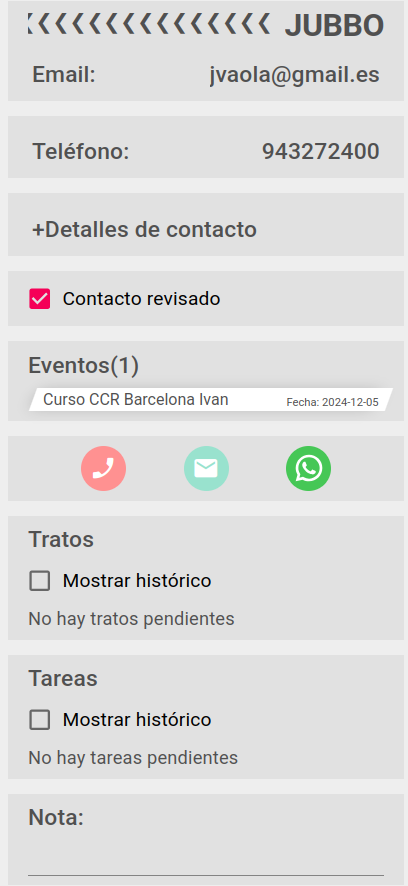 JUBBO
Email: jvaola@gmail.es
Teléfono: 943272400
+Detalles de contacto
Contacto revisado
Eventos(1)
Curso CCR Barcelona Ivan Fecha: 2024-12-05
Tratos
Mostrar histórico
No hay tratos pendientes
Tareas
Mostrar histórico
No hay tareas pendientes
Nota: